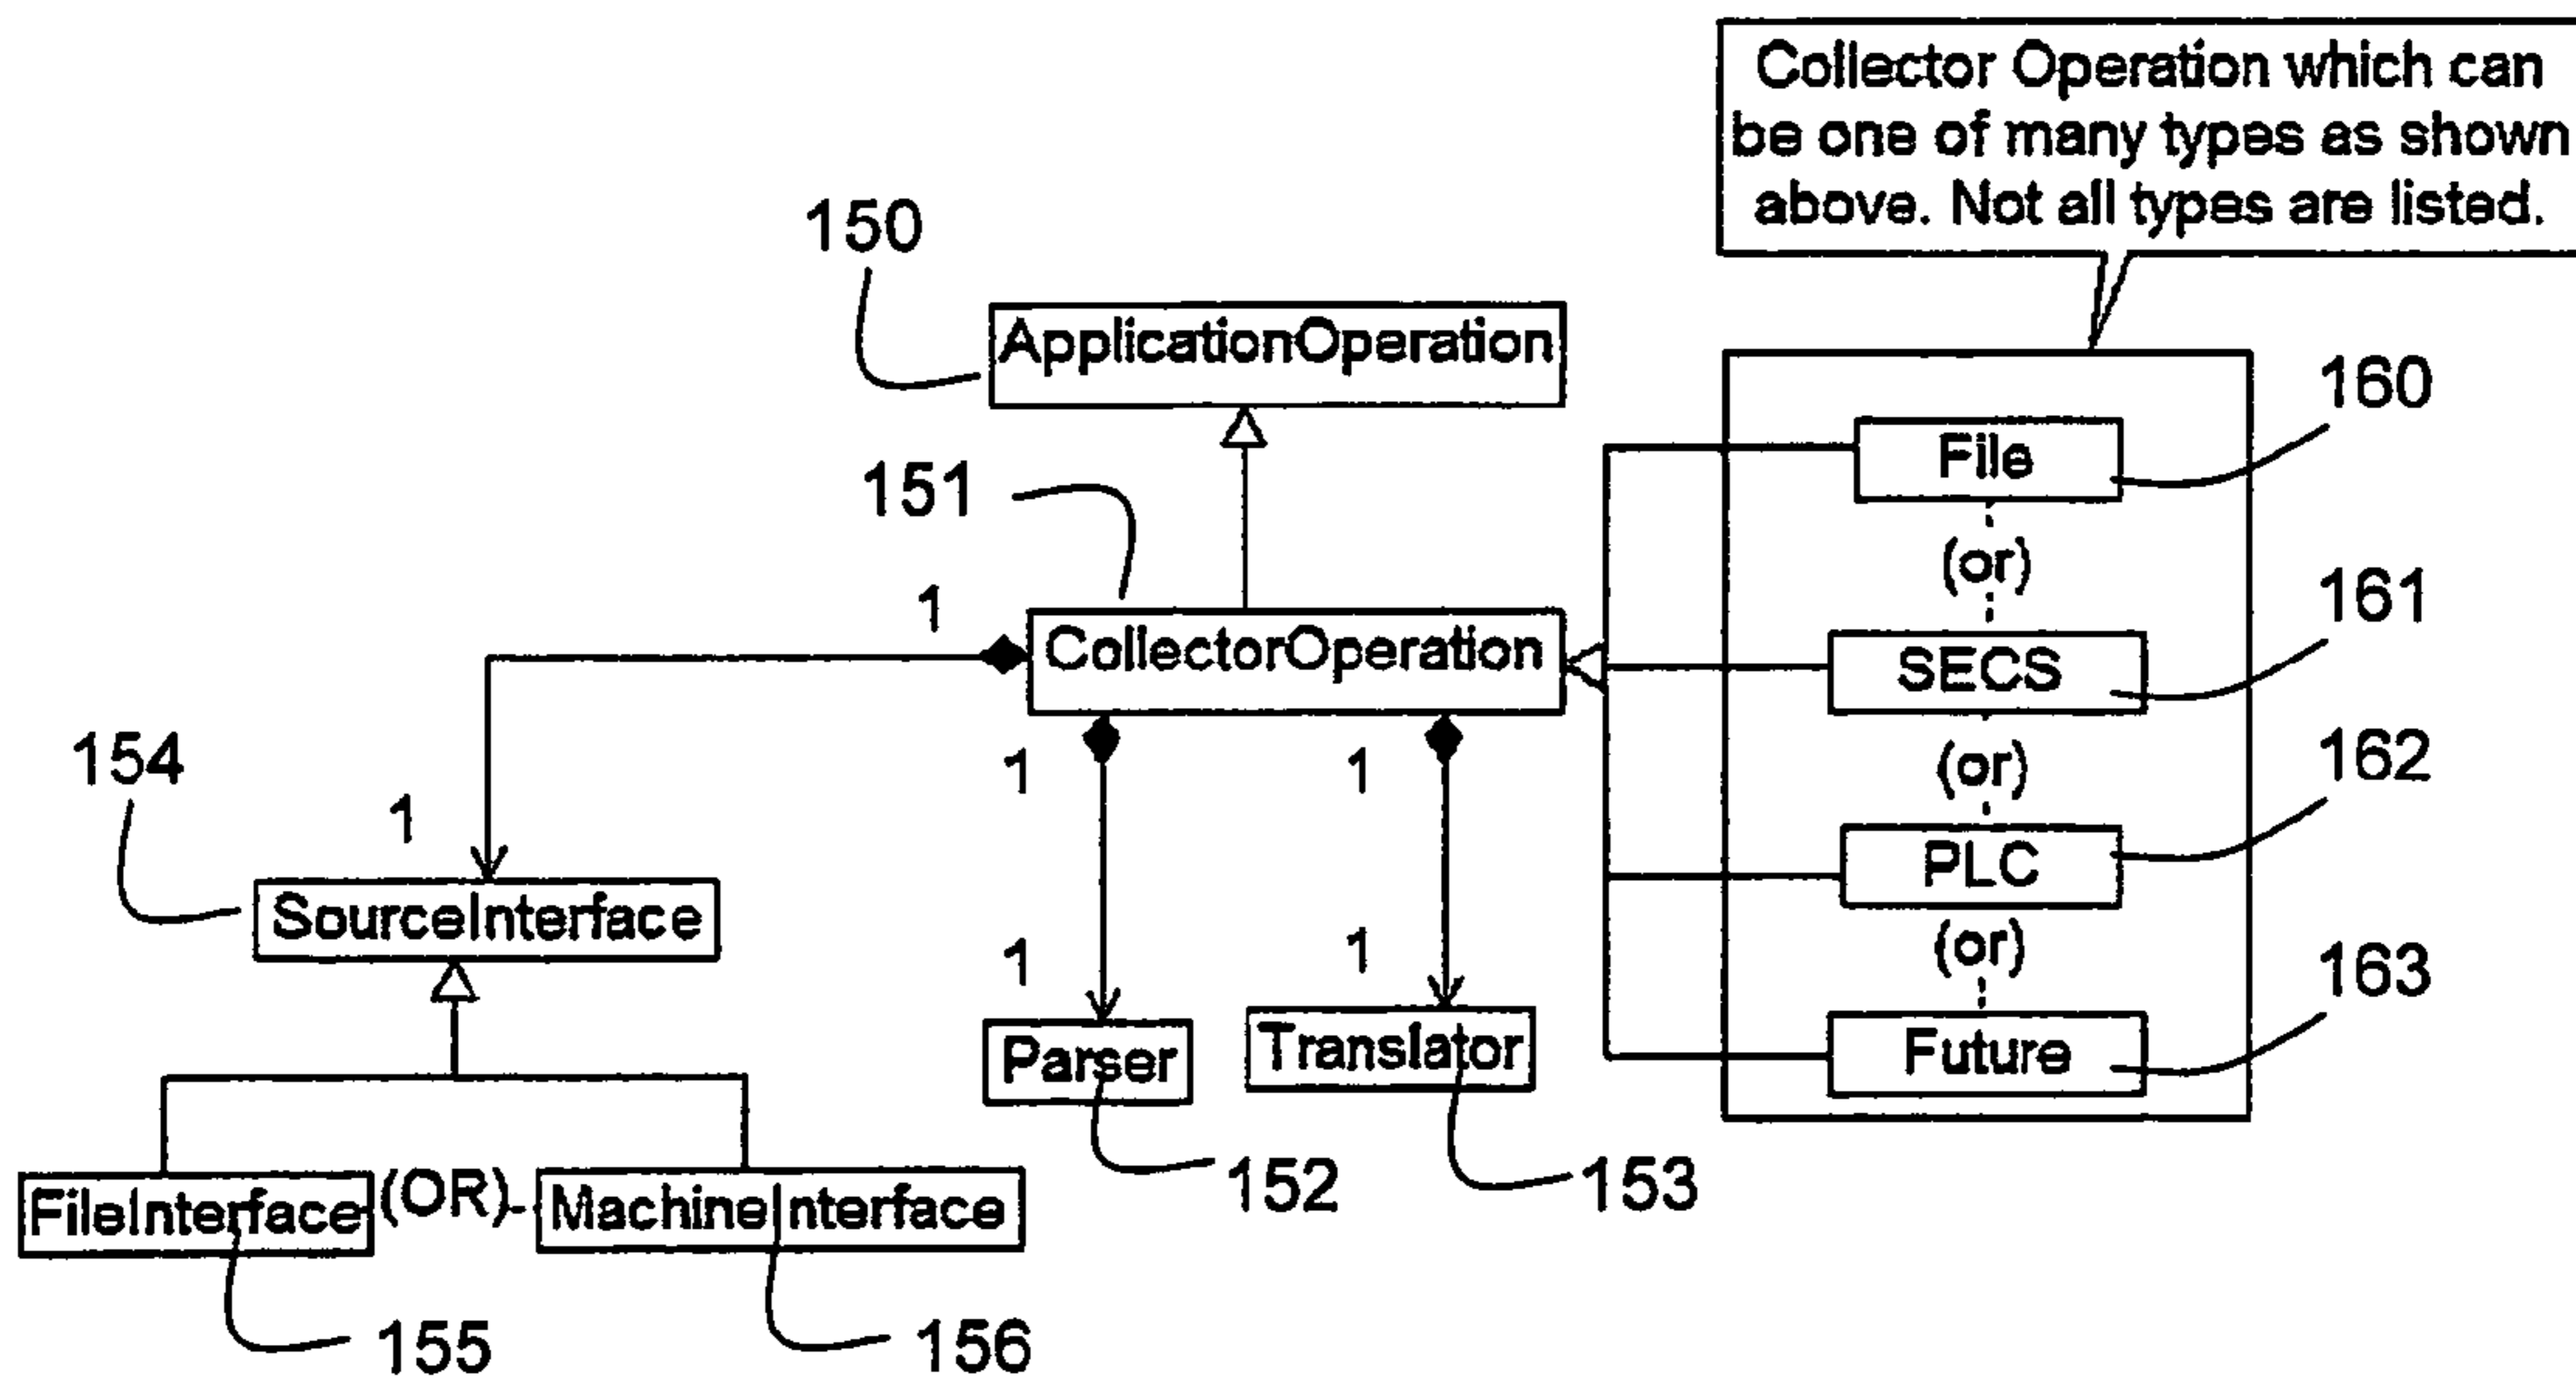 Collector Operation which can
be one of many types as shown
above. Not all types are listed.
150
ApplicationOperation
160
File
151
(or)
161
1
CollectorOperation
SECS
154
1
1
(or)
162
1
PLC
SourceInterface
1
1
(or)
163
Parser
Translator
Future
152
153
FileInterface
(OR)
MachineInterface
155
156